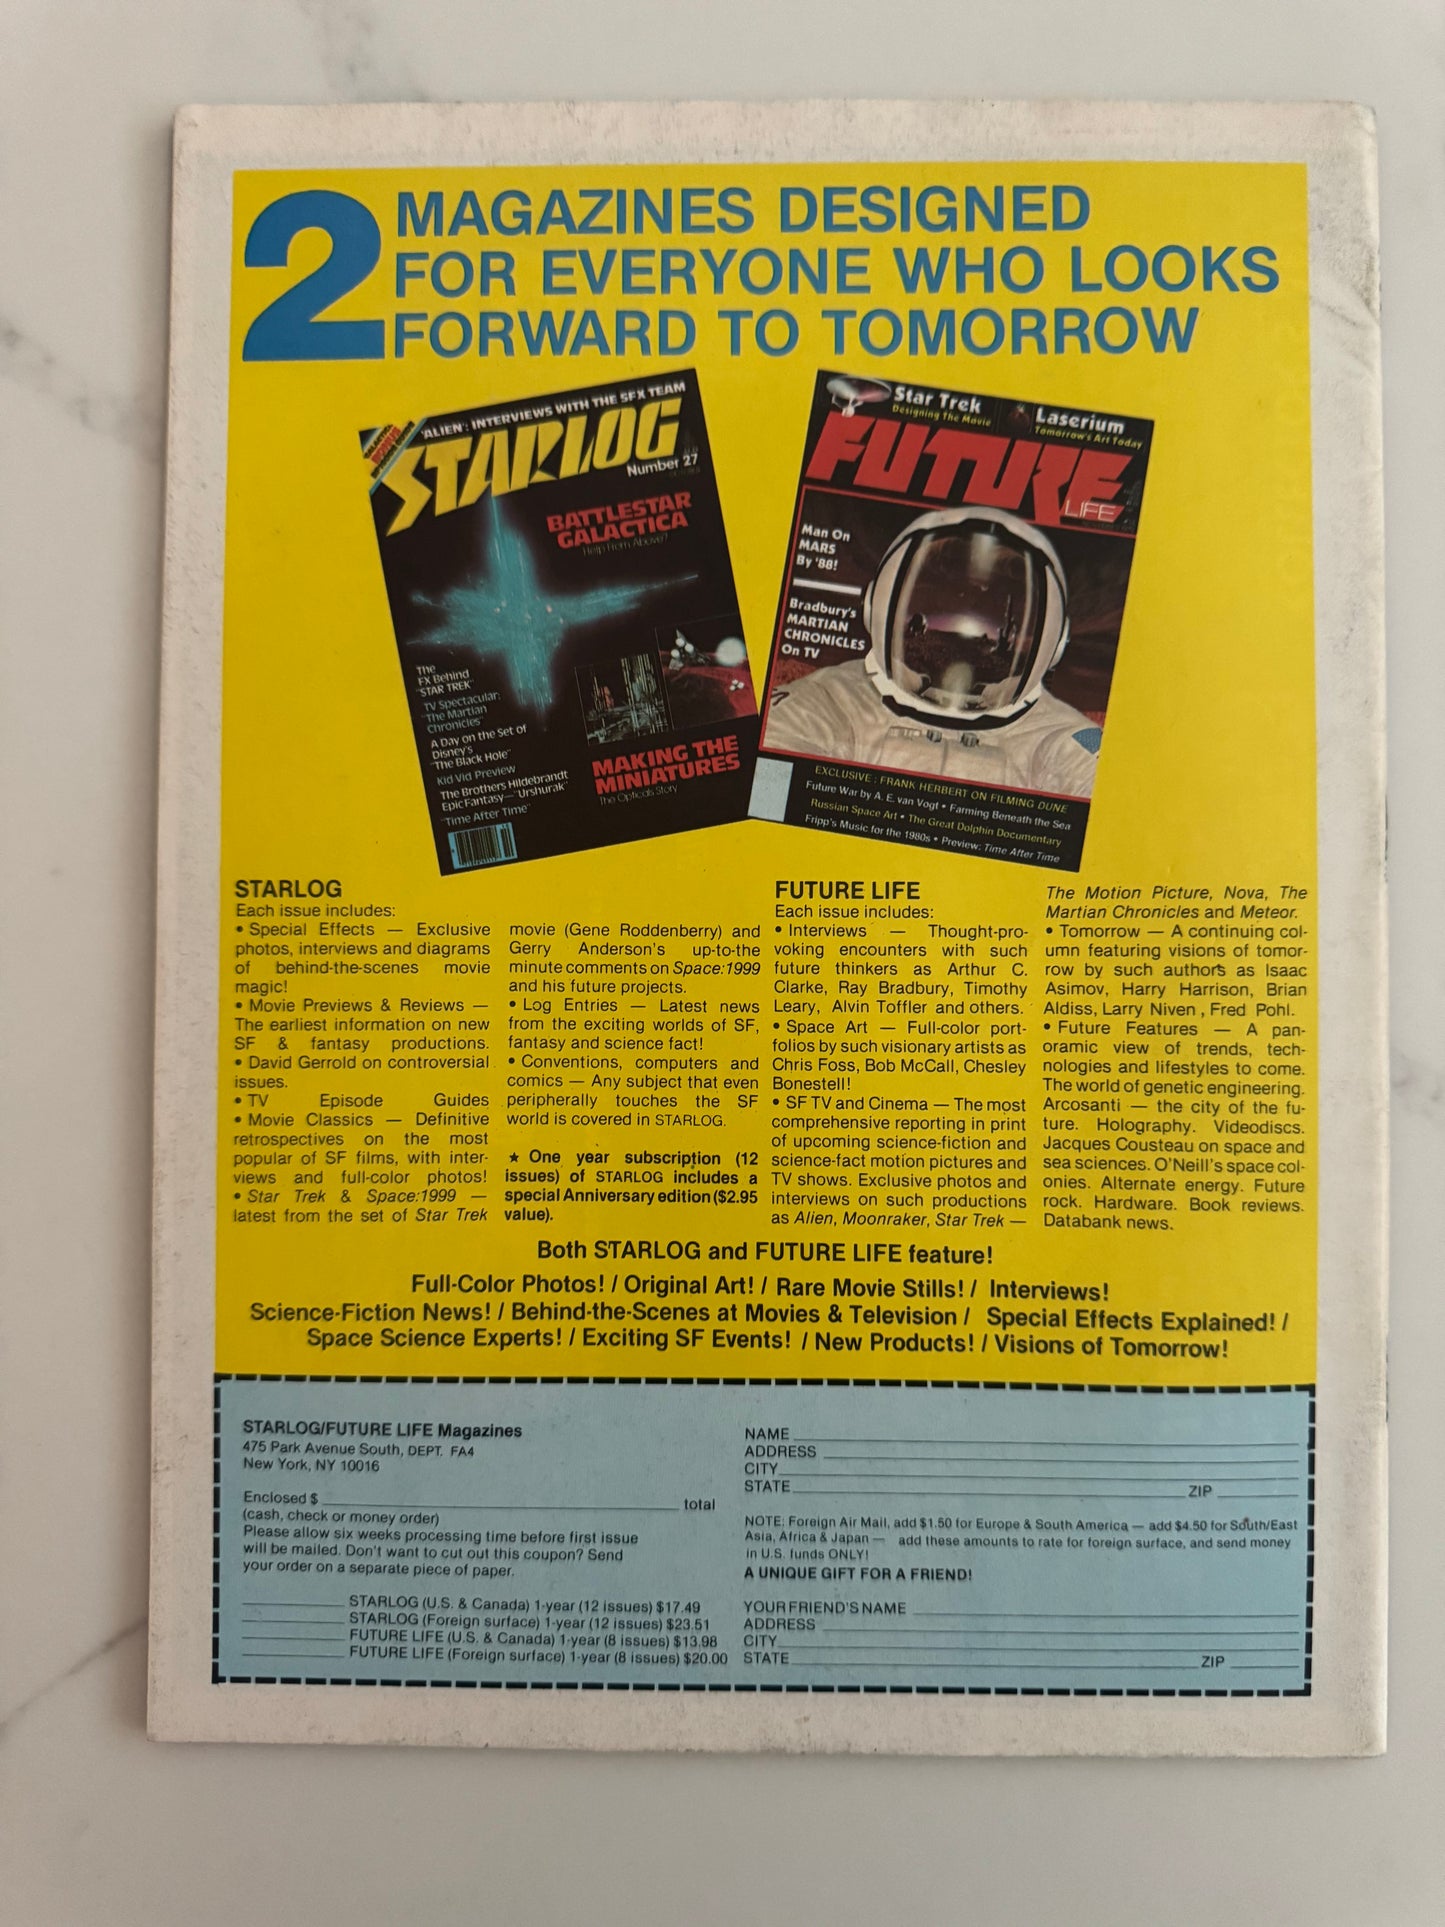 2 MAGAZINES DESIGNED
FOR EVERYONE WHO LOOKS
FORWARD TO TOMORROW
'ALIEN': INTERVIEWS WITH THE SFX TEAM
STARLOG
Number 27
BATTLESTAR
GALACTICA
Help From Above?
The
FX Behind
"STAR TREK"
TV Spectacular:
"The Martian
Chronicles"
A Day on the Set of
Disney's
"The Black Hole"
Kid Vid Preview
The Brothers Hildebrandt
Epic Fantasy—"Urshurak"
"Time After Time"
MAKING THE
MINIATURES
The Opticals Story
Star Trek
Designing The Movie
Laserium
Tomorrow's Art Today
FUTURE
LIFE
Man On
MARS
By '88!
Bradbury's
MARTIAN
CHRONICLES
On TV
EXCLUSIVE: FRANK HERBERT ON FILMING DUNE
Future War by A. E. van Vogt • Farming Beneath the Sea
Russian Space Art • The Great Dolphin Documentary
Fripp's Music for the 1980s • Preview: Time After Time
STARLOG
Each issue includes:
• Special Effects — Exclusive
photos, interviews and diagrams
of behind-the-scenes movie
magic!
• Movie Previews & Reviews —
The earliest information on new
SF & fantasy productions.
• David Gerrold on controversial
issues.
• TV Episode Guides
• Movie Classics — Definitive
retrospectives on the most
popular of SF films, with inter-
views and full-color photos!
• Star Trek & Space:1999 —
latest from the set of Star Trek
movie (Gene Roddenberry) and
Gerry Anderson's up-to-the
minute comments on Space:1999
and his future projects.
• Log Entries — Latest news
from the exciting worlds of SF,
fantasy and science fact!
• Conventions, computers and
comics — Any subject that even
peripherally touches the SF
world is covered in STARLOG.
★ One year subscription (12
issues) of STARLOG includes a
special Anniversary edition ($2.95
value).
FUTURE LIFE
Each issue includes:
• Interviews — Thought-pro-
voking encounters with such
future thinkers as Arthur C.
Clarke, Ray Bradbury, Timothy
Leary, Alvin Toffler and others.
• Space Art — Full-color port-
folios by such visionary artists as
Chris Foss, Bob McCall, Chesley
Bonestell!
• SF TV and Cinema — The most
comprehensive reporting in print
of upcoming science-fiction and
science-fact motion pictures and
TV shows. Exclusive photos and
interviews on such productions
as Alien, Moonraker, Star Trek —
The Motion Picture, Nova, The
Martian Chronicles and Meteor.
• Tomorrow — A continuing col-
umn featuring visions of tomor-
row by such authors as Isaac
Asimov, Harry Harrison, Brian
Aldiss, Larry Niven, Fred Pohl.
• Future Features — A pan-
oramic view of trends, tech-
nologies and lifestyles to come.
The world of genetic engineering.
Arcosanti — the city of the fu-
ture. Holography. Videodiscs.
Jacques Cousteau on space and
sea sciences. O'Neill's space col-
onies. Alternate energy. Future
rock. Hardware. Book reviews.
Databank news.
Both STARLOG and FUTURE LIFE feature!
Full-Color Photos! / Original Art! / Rare Movie Stills! / Interviews!
Science-Fiction News! / Behind-the-Scenes at Movies & Television / Special Effects Explained! /
Space Science Experts! / Exciting SF Events! / New Products! / Visions of Tomorrow!
STARLOG/FUTURE LIFE Magazines
475 Park Avenue South, DEPT. FA4
New York, NY 10016
Enclosed $ total
(cash, check or money order)
Please allow six weeks processing time before first issue
will be mailed. Don't want to cut out this coupon? Send
your order on a separate piece of paper.
STARLOG (U.S. & Canada) 1-year (12 issues) $17.49
STARLOG (Foreign surface) 1-year (12 issues) $23.51
FUTURE LIFE (U.S. & Canada) 1-year (8 issues) $13.98
FUTURE LIFE (Foreign surface) 1-year (8 issues) $20.00
NAME
ADDRESS
CITY
STATE ZIP
NOTE: Foreign Air Mail, add $1.50 for Europe & South America — add $4.50 for South/East
Asia, Africa & Japan — add these amounts to rate for foreign surface, and send money
in U.S. funds ONLY!
A UNIQUE GIFT FOR A FRIEND!
YOUR FRIEND'S NAME
ADDRESS
CITY
STATE ZIP